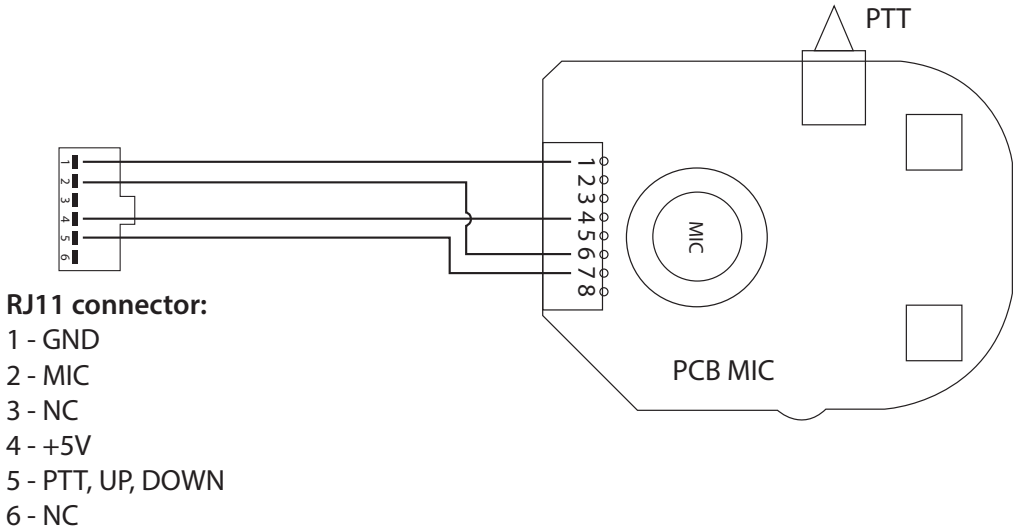 PTT
1
2
3
4
5
6
1
2
3
4
5
6
7
8
MIC
PCB MIC
RJ11 connector:
1 - GND
2 - MIC
3 - NC
4 - +5V
5 - PTT, UP, DOWN
6 - NC